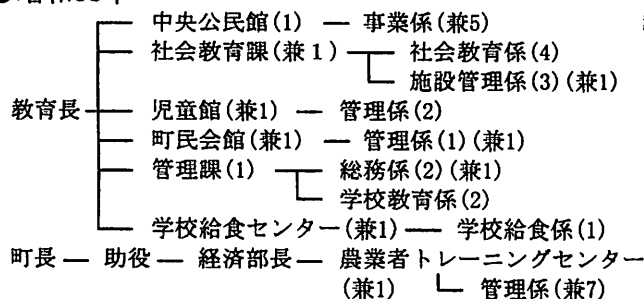 中央公民館(1) ― 事業係(兼5)
社会教育課(兼1) 社会教育係(4)
施設管理係(3)(兼1)
教育長 児童館(兼1) ― 管理係(2)
町民会館(兼1) ― 管理係(1)(兼1)
管理課(1) 総務係(2)(兼1)
学校教育係(2)
学校給食センター(兼1) ― 学校給食係(1)
町長 ― 助役 ― 経済部長 ― 農業者トレーニングセンター
(兼1) 管理係(兼7)